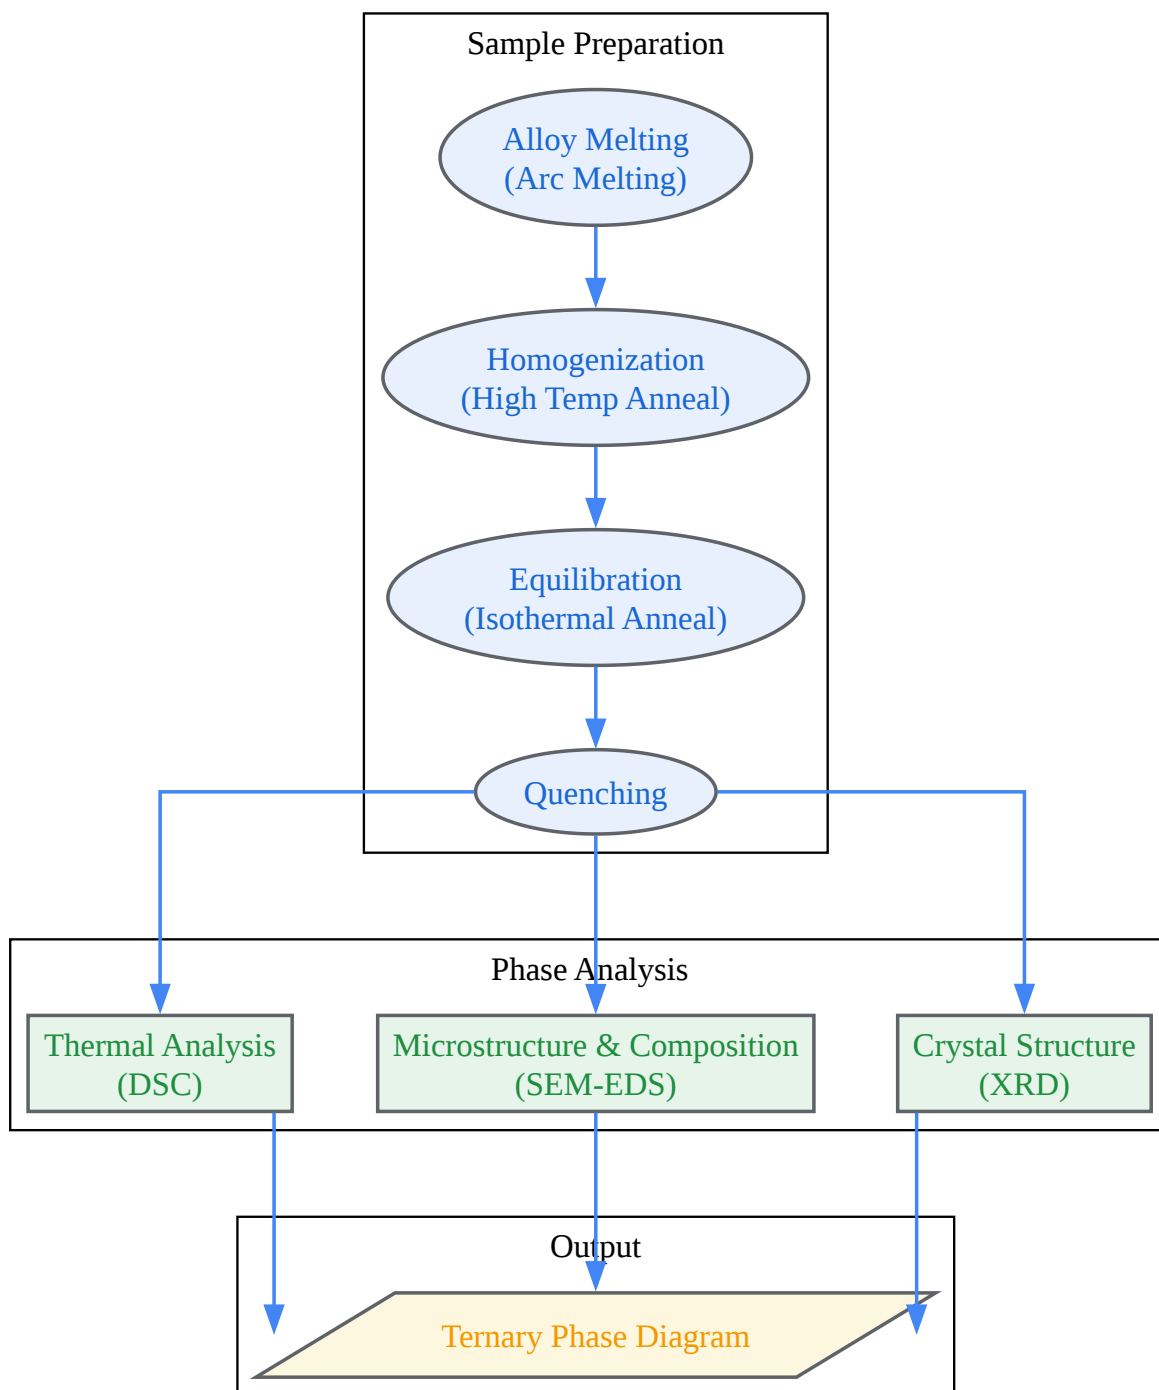 Sample Preparation
Alloy Melting
(Arc Melting)
Homogenization
(High Temp Anneal)
Equilibration
(Isothermal Anneal)
Quenching
Phase Analysis
Thermal Analysis
(DSC)
Microstructure & Composition
(SEM-EDS)
Crystal Structure
(XRD)
Output
Ternary Phase Diagram